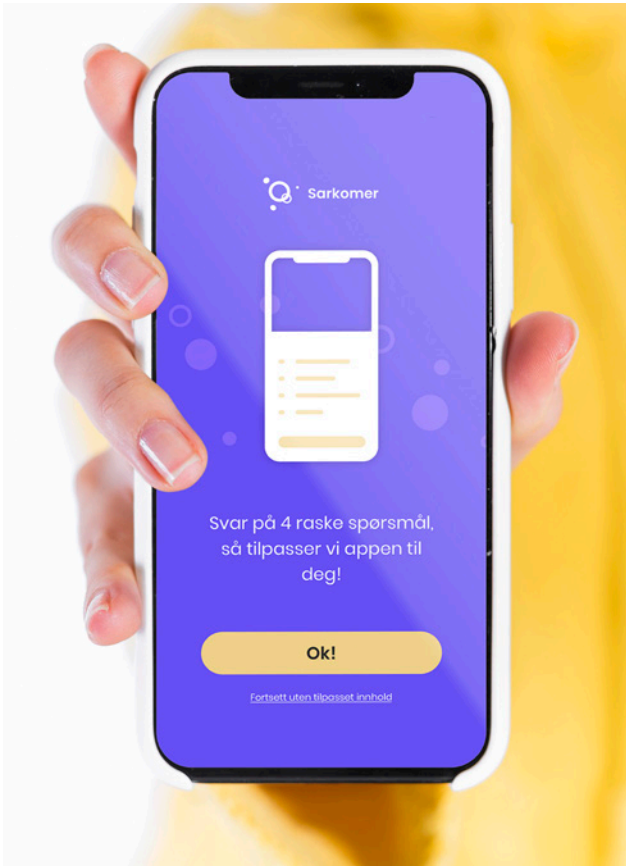 Sarkomer
Svar på 4 raske spørsmål,
så tilpasser vi appen til
deg!
Ok!
Fortsett uten tilpasset innhold